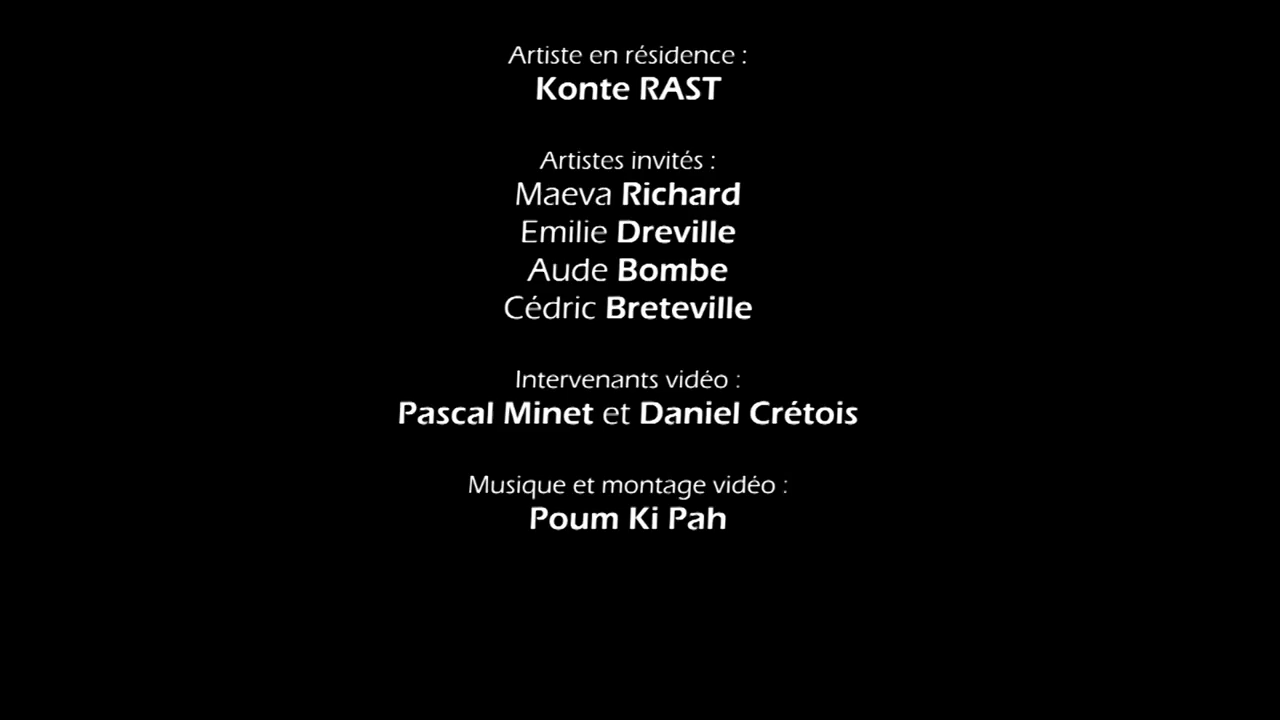 Artiste en résidence :
Konte RAST
Artistes invités :
Maeva Richard
Emilie Dreville
Aude Bombe
Cédric Breteville
Intervenants vidéo :
Pascal Minet et Daniel Crétois
Musique et montage vidéo :
Poum Ki Pah